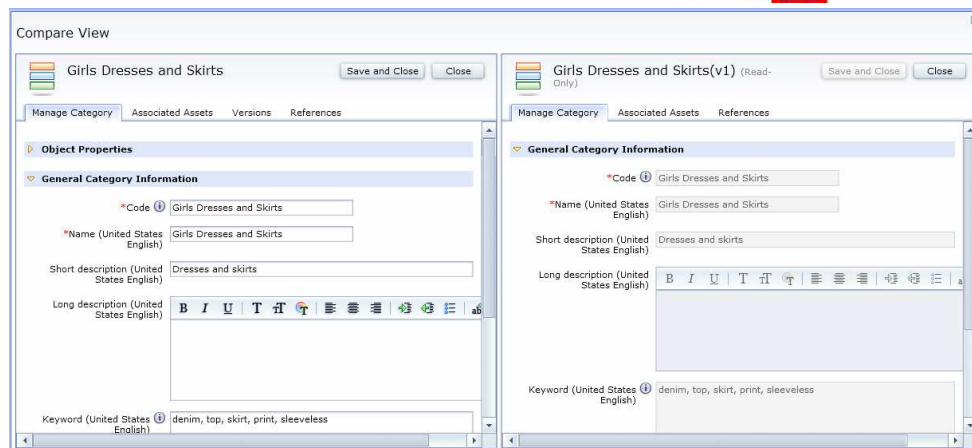 Compare View
Girls Dresses and Skirts
Save and Close
Close
Manage Category
Associated Assets
Versions
References
Object Properties
General Category Information
*Code
Girls Dresses and Skirts
*Name (United States
English)
Girls Dresses and Skirts
Short description (United
States English)
Dresses and skirts
Long description (United
States English)
B I U T TT T
Keyword (United States
English)
denim, top, skirt, print, sleeveless
Girls Dresses and Skirts(v1) (Read-
Only)
Save and Close
Close
Manage Category
Associated Assets
References
General Category Information
*Code
Girls Dresses and Skirts
*Name (United States
English)
Girls Dresses and Skirts
Short description (United
States English)
Dresses and skirts
Long description (United
States English)
B I U T TT T
Keyword (United States
English)
denim, top, skirt, print, sleeveless